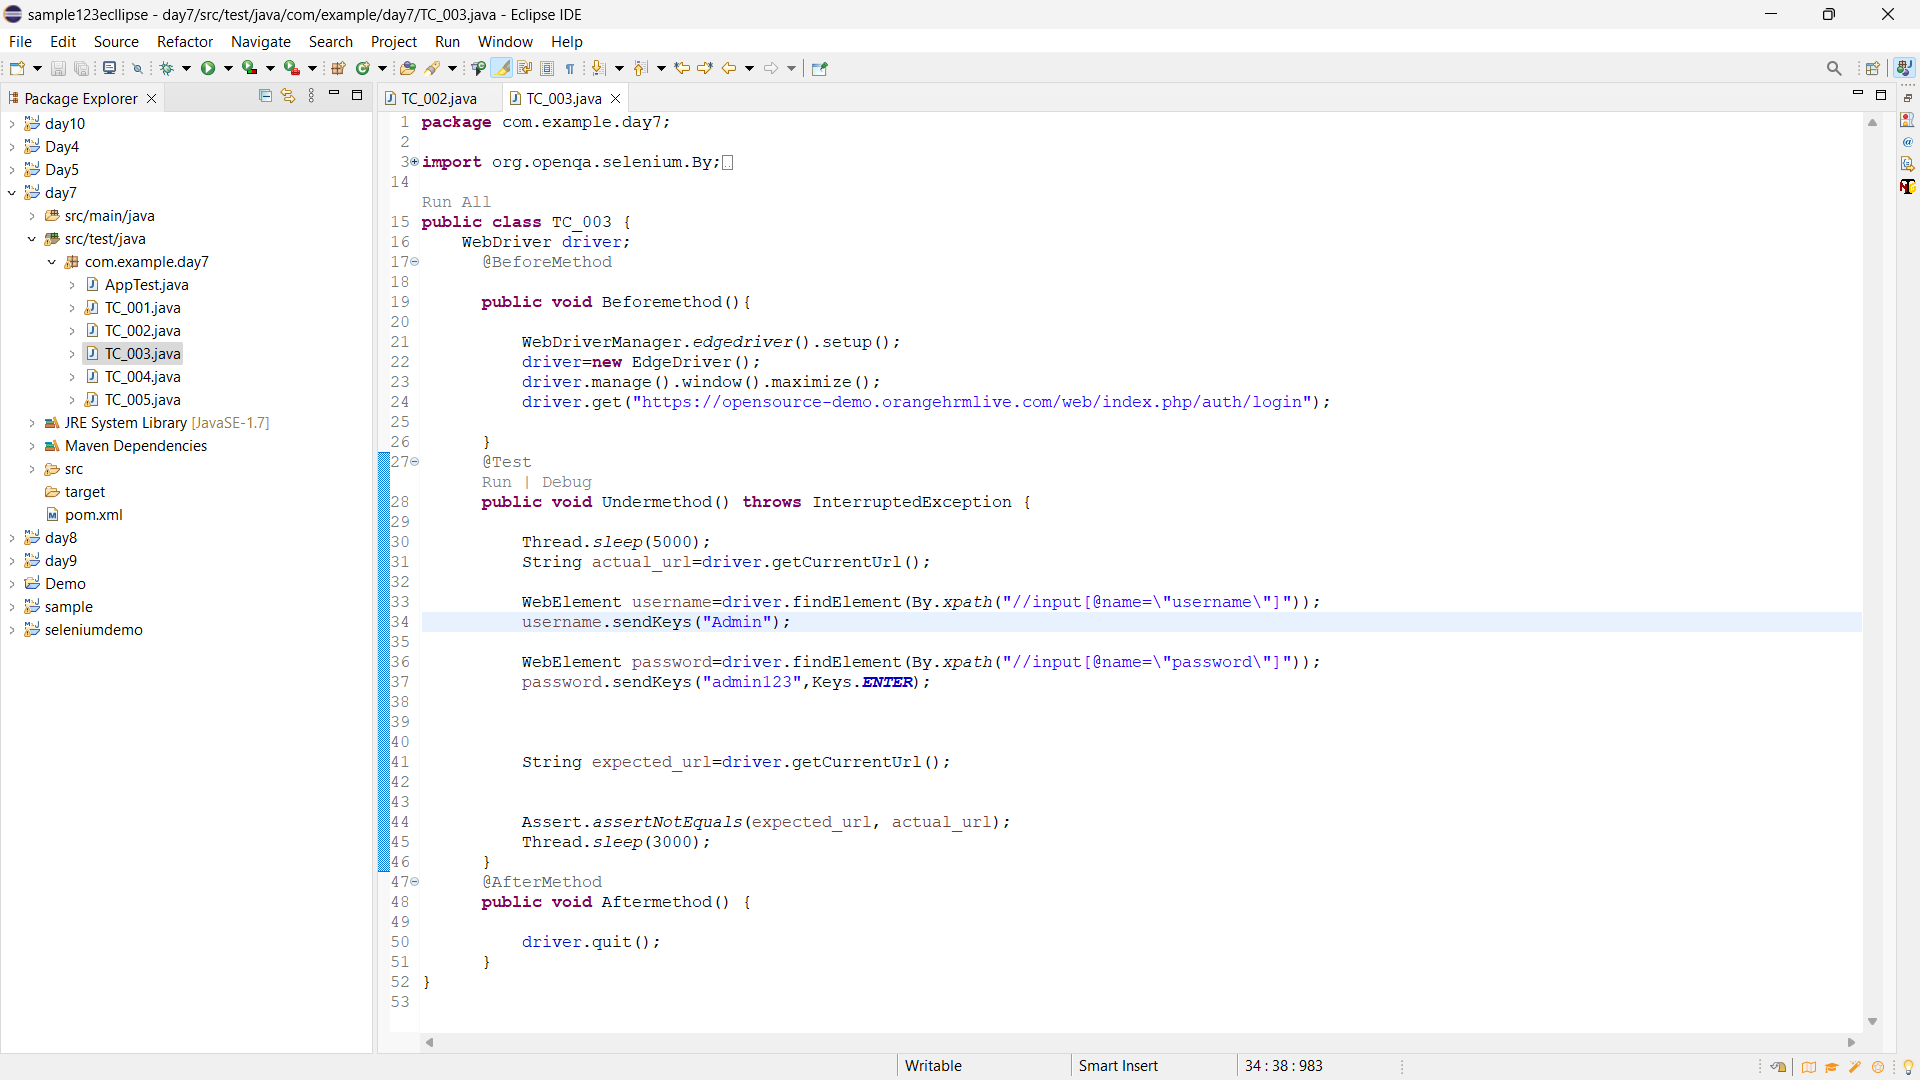 sample123ecllipse - day7/src/test/java/com/example/day7/TC_003.java - Eclipse IDE
File Edit Source Refactor Navigate Search Project Run Window Help
Package Explorer
day10
Day4
Day5
day7
src/main/java
src/test/java
com.example.day7
AppTest.java
TC_001.java
TC_002.java
TC_003.java
TC_004.java
TC_005.java
JRE System Library [JavaSE-1.7]
Maven Dependencies
src
target
pom.xml
day8
day9
Demo
sample
seleniumdemo
TC_002.java TC_003.java
1 package com.example.day7;
2
3 import org.openqa.selenium.By;
14
Run All
15 public class TC_003 {
16 WebDriver driver;
17 @BeforeMethod
18
19 public void Beforemethod(){
20
21 WebDriverManager.edgedriver().setup();
22 driver=new EdgeDriver();
23 driver.manage().window().maximize();
24 driver.get("https://opensource-demo.orangehrmlive.com/web/index.php/auth/login");
25
26 }
27 @Test
Run | Debug
28 public void Undermethod() throws InterruptedException {
29
30 Thread.sleep(5000);
31 String actual_url=driver.getCurrentUrl();
32
33 WebElement username=driver.findElement(By.xpath("//input[@name=\"username\"]"));
34 username.sendKeys("Admin");
35
36 WebElement password=driver.findElement(By.xpath("//input[@name=\"password\"]"));
37 password.sendKeys("admin123",Keys.ENTER);
38
39
40
41 String expected_url=driver.getCurrentUrl();
42
43
44 Assert.assertNotEquals(expected_url, actual_url);
45 Thread.sleep(3000);
46 }
47 @AfterMethod
48 public void Aftermethod() {
49
50 driver.quit();
51 }
52 }
53
Writable Smart Insert 34 : 38 : 983